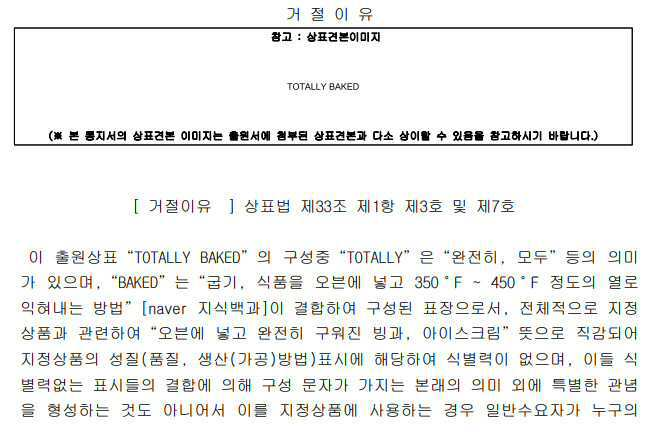 거 절 이 유
참고 : 상표견본이미지
TOTALLY BAKED
(※ 본 통지서의 상표견본 이미지는 출원서에 첨부된 상표견본과 다소 상이할 수 있음을 참고하시기 바랍니다.)
[ 거절이유 ] 상표법 제33조 제1항 제3호 및 제7호
이 출원상표 “TOTALLY BAKED” 의 구성중 “TOTALLY” 은 “완전히, 모두” 등의 의미
가 있으며, “BAKED” 는 “굽기, 식품을 오븐에 넣고 350˚F ~ 450˚F 정도의 열로
익혀내는 방법” [naver 지식백과]이 결합하여 구성된 표장으로서, 전체적으로 지정
상품과 관련하여 “오븐에 넣고 완전히 구워진 빙과, 아이스크림” 뜻으로 직감되어
지정상품의 성질(품질, 생산(가공)방법)표시에 해당하여 식별력이 없으며, 이들 식
별력없는 표시들의 결합에 의해 구성 문자가 가지는 본래의 의미 외에 특별한 관념
을 형성하는 것도 아니어서 이를 지정상품에 사용하는 경우 일반수요자가 누구의